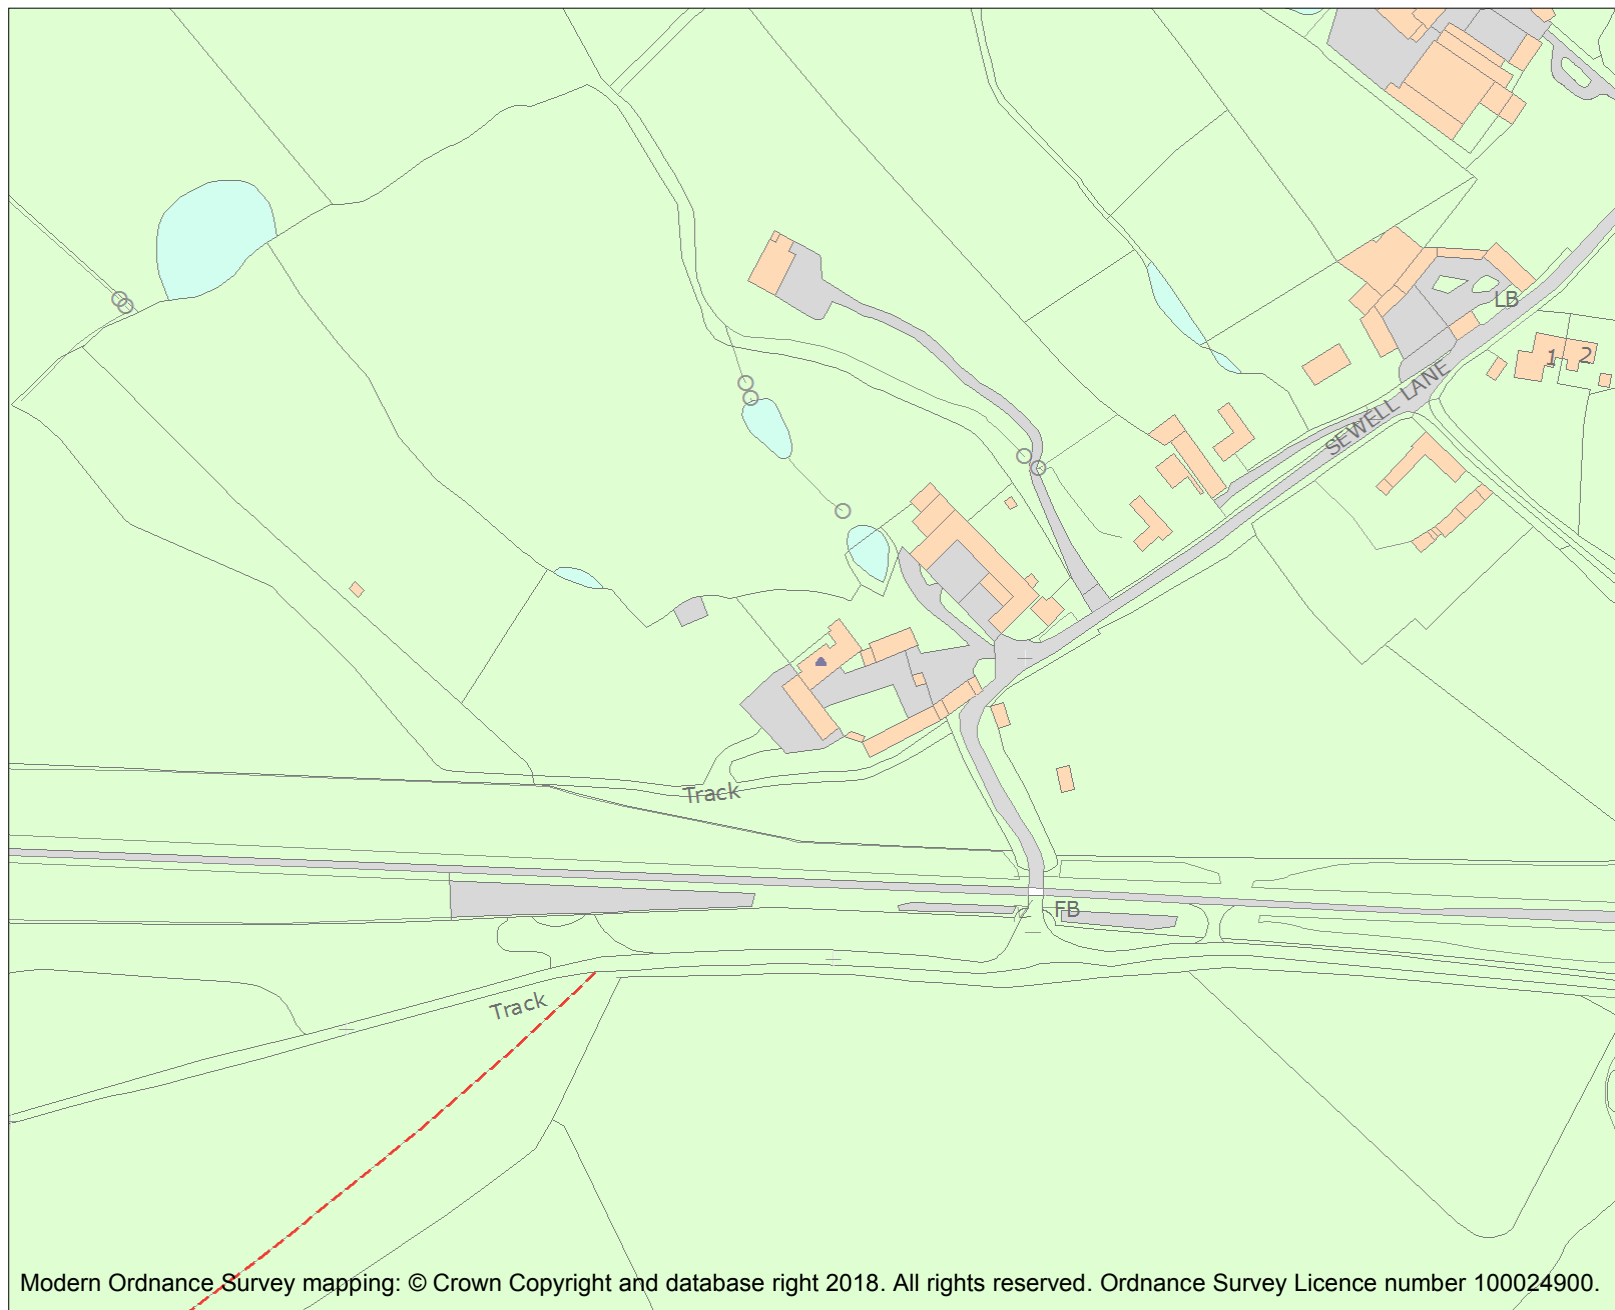 LB
1
2
SEWELL LANE
Track
FB
Track
Modern Ordnance Survey mapping: © Crown Copyright and database right 2018. All rights reserved. Ordnance Survey Licence number 100024900.